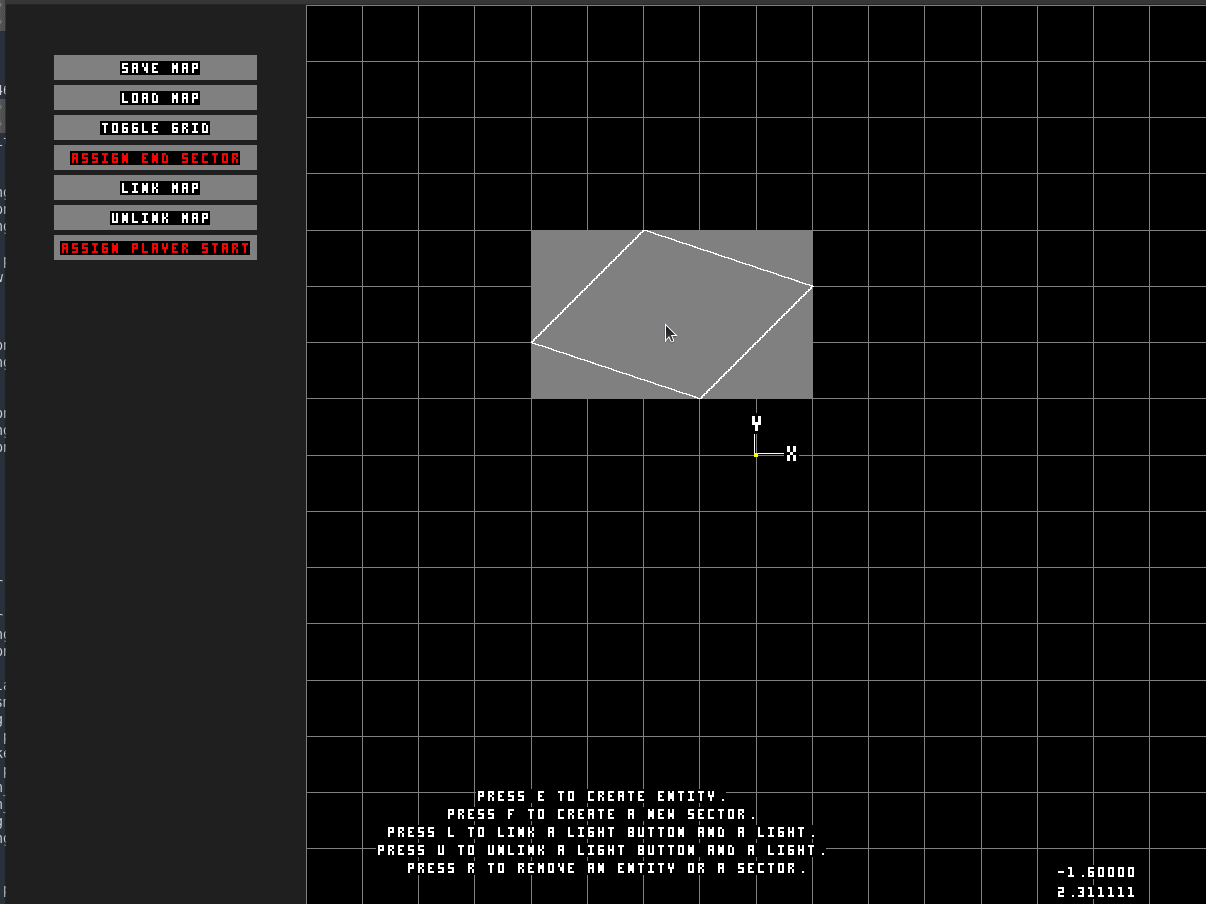 SAVE MAP
LOAD MAP
TOGGLE GRID
ASSIGN END SECTOR
LINK MAP
UNLINK MAP
ASSIGN PLAYER START
Y
X
PRESS E TO CREATE ENTITY.
PRESS F TO CREATE A NEW SECTOR.
PRESS L TO LINK A LIGHT BUTTON AND A LIGHT.
PRESS U TO UNLINK A LIGHT BUTTON AND A LIGHT.
PRESS R TO REMOVE AN ENTITY OR A SECTOR.
-1.60000
2.311111